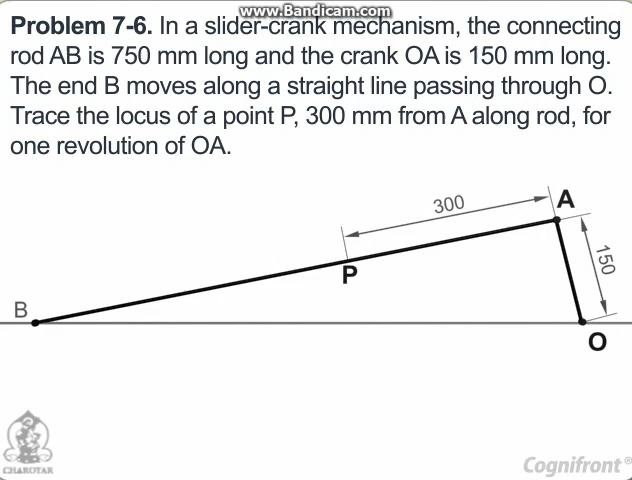 www.Bandicam.com
Problem 7-6. In a slider-crank mechanism, the connecting
rod AB is 750 mm long and the crank OA is 150 mm long.
The end B moves along a straight line passing through O.
Trace the locus of a point P, 300 mm from A along rod, for
one revolution of OA.
A
300
150
P
B
O
CHAROTAR
Cognifront®